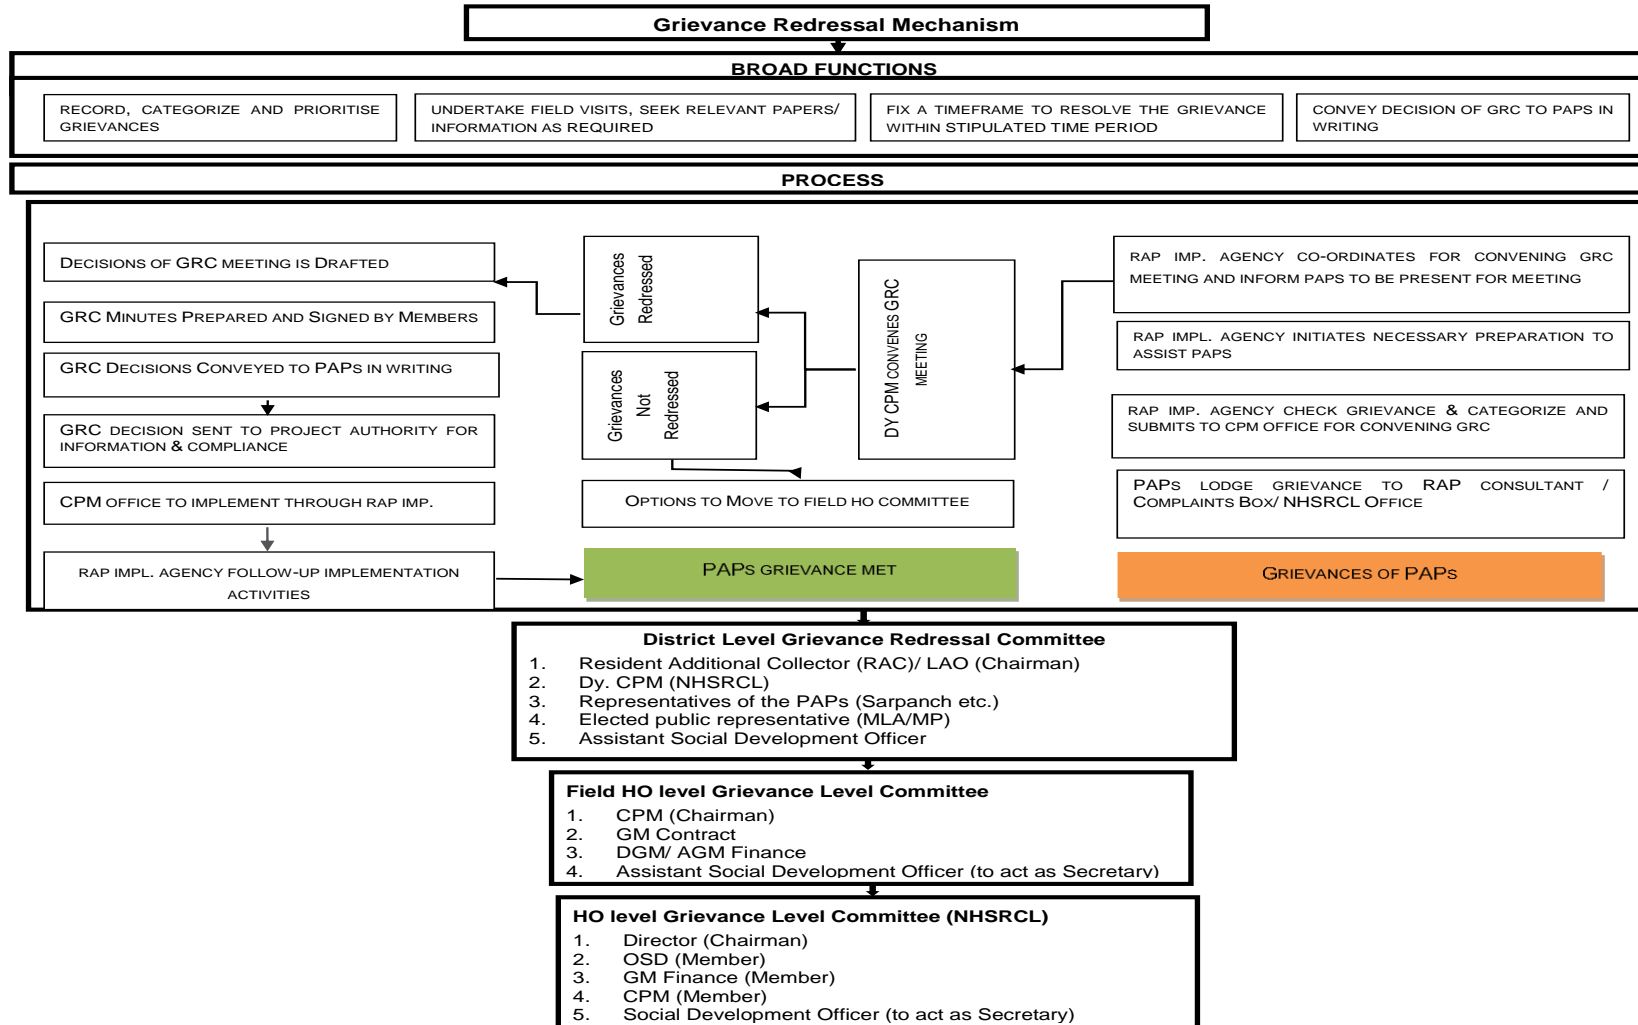 Grievance Redressal Mechanism
BROAD FUNCTIONS
RECORD, CATEGORIZE AND PRIORITISE
GRIEVANCES
UNDERTAKE FIELD VISITS, SEEK RELEVANT PAPERS/
INFORMATION AS REQUIRED
FIX A TIMEFRAME TO RESOLVE THE GRIEVANCE
WITHIN STIPULATED TIME PERIOD
CONVEY DECISION OF GRC TO PAPS IN
WRITING
PROCESS
DECISIONS OF GRC MEETING IS DRAFTED
GRC MINUTES PREPARED AND SIGNED BY MEMBERS
GRC DECISIONS CONVEYED TO PAPS IN WRITING
GRC DECISION SENT TO PROJECT AUTHORITY FOR
INFORMATION & COMPLIANCE
CPM OFFICE TO IMPLEMENT THROUGH RAP IMP.
RAP IMPL. AGENCY FOLLOW-UP IMPLEMENTATION
ACTIVITIES
Grievances
Redressed
Grievances
Not
Redressed
OPTIONS TO MOVE TO FIELD HO COMMITTEE
PAPS GRIEVANCE MET
DY CPM CONVENES GRC
MEETING
RAP IMP. AGENCY CO-ORDINATES FOR CONVENING GRC
MEETING AND INFORM PAPS TO BE PRESENT FOR MEETING
RAP IMPL. AGENCY INITIATES NECESSARY PREPARATION TO
ASSIST PAPS
RAP IMP. AGENCY CHECK GRIEVANCE & CATEGORIZE AND
SUBMITS TO CPM OFFICE FOR CONVENING GRC
PAPS LODGE GRIEVANCE TO RAP CONSULTANT /
COMPLAINTS BOX/ NHSRCL OFFICE
GRIEVANCES OF PAPS
District Level Grievance Redressal Committee
1. Resident Additional Collector (RAC)/ LAO (Chairman)
2. Dy. CPM (NHSRCL)
3. Representatives of the PAPs (Sarpanch etc.)
4. Elected public representative (MLA/MP)
5. Assistant Social Development Officer
Field HO level Grievance Level Committee
1. CPM (Chairman)
2. GM Contract
3. DGM/ AGM Finance
4. Assistant Social Development Officer (to act as Secretary)
HO level Grievance Level Committee (NHSRCL)
1. Director (Chairman)
2. OSD (Member)
3. GM Finance (Member)
4. CPM (Member)
5. Social Development Officer (to act as Secretary)